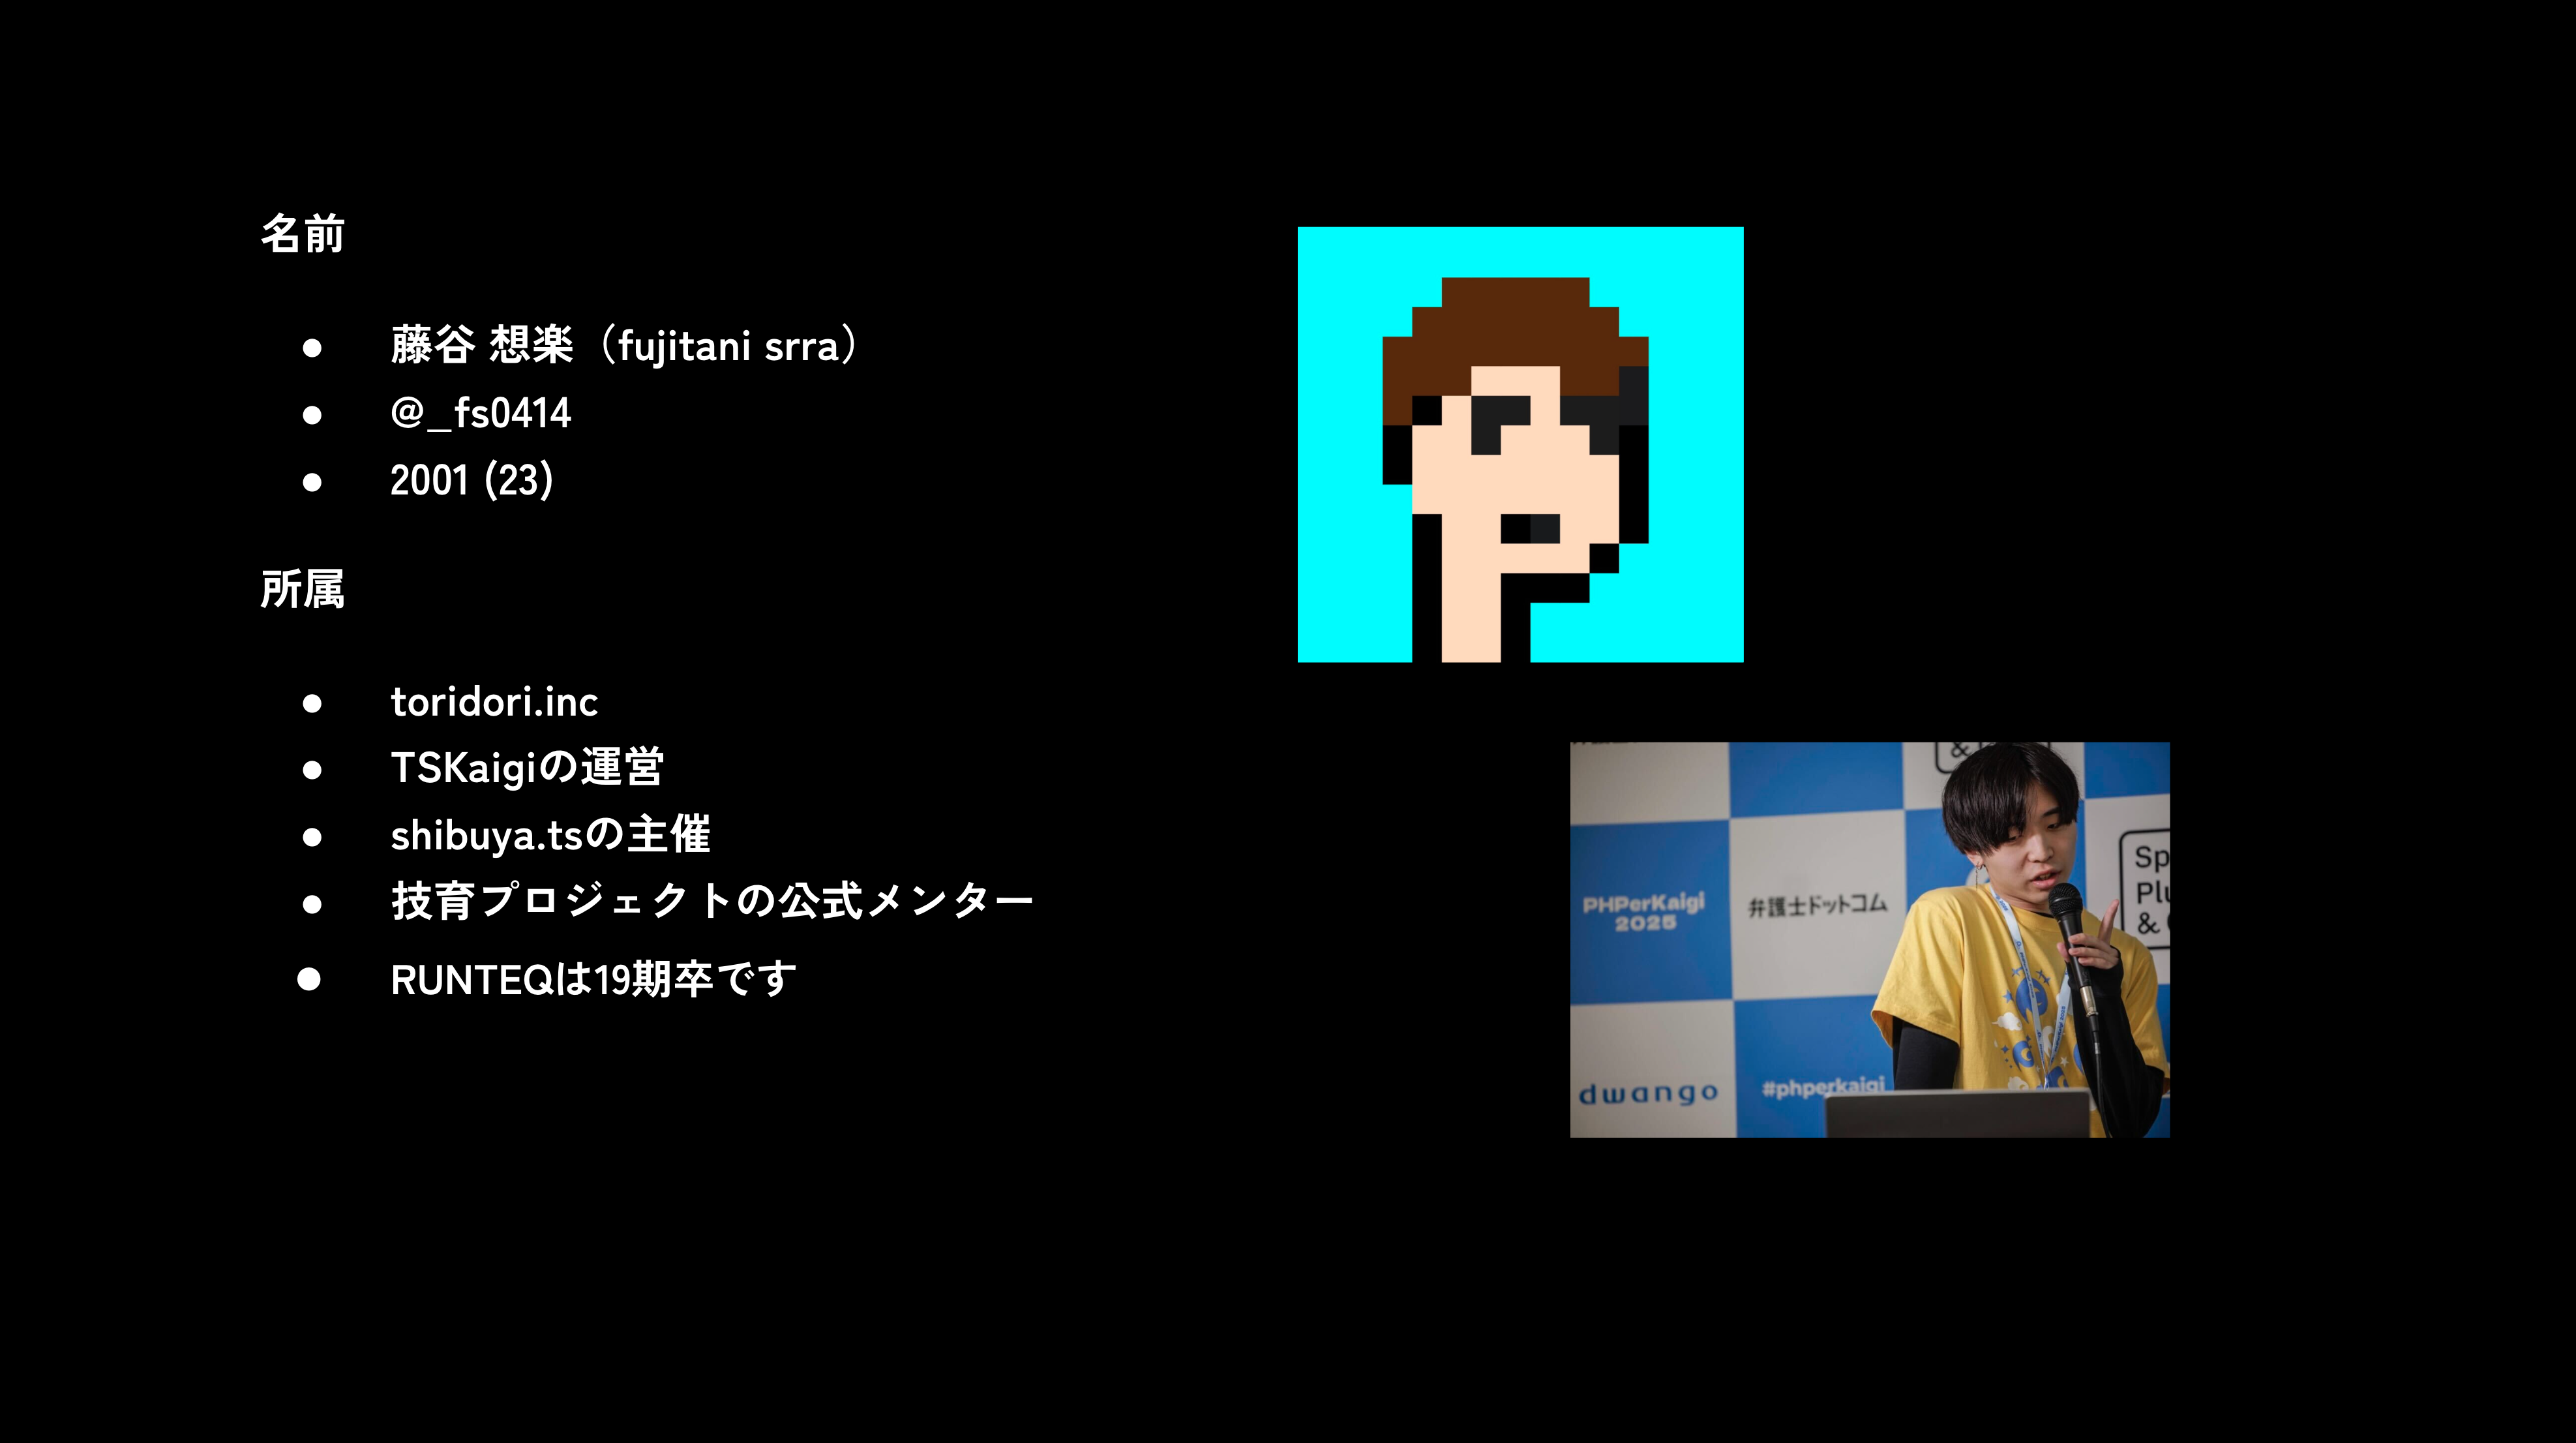 名前
藤谷 想楽（fujitani srra）
@_fs0414
2001 (23)
所属
toridori.inc
TSKaigiの運営
shibuya.tsの主催
技育プロジェクトの公式メンター
RUNTEQは19期卒です
&
Sp
Plu
&
PHPerKaigi
2025
弁護士ドットコム
dwango
#phperkaigi